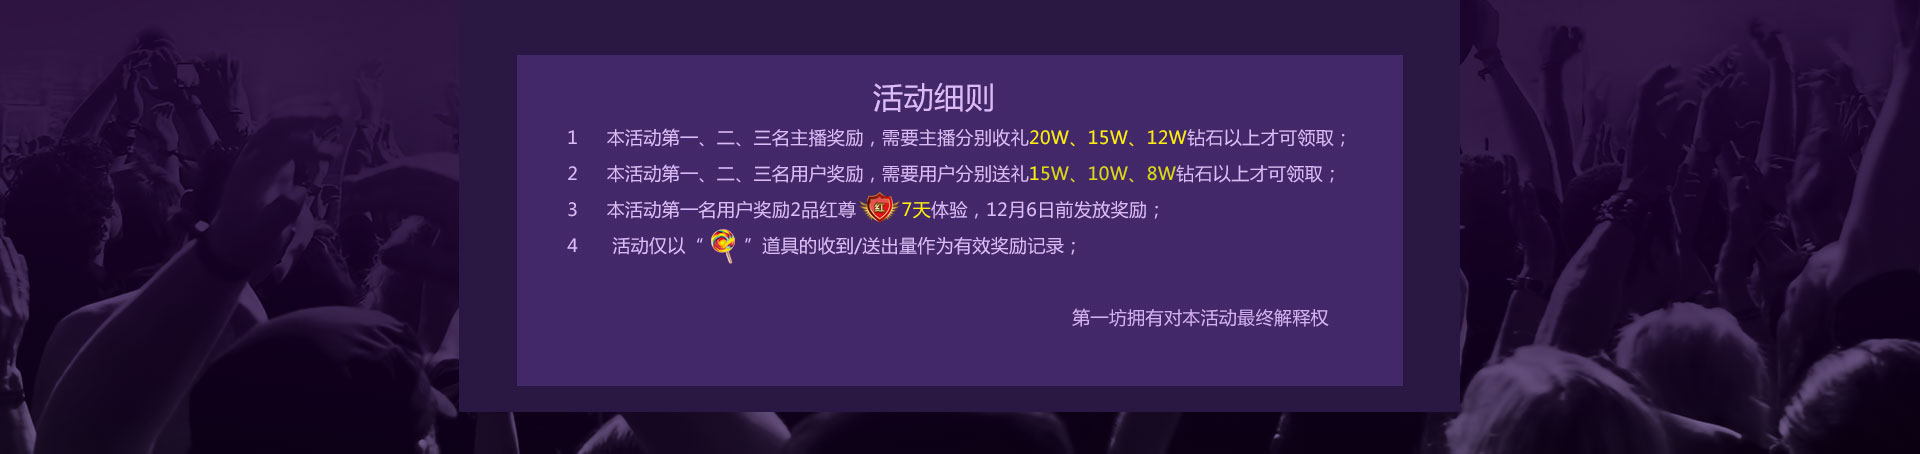 活动细则
1 本活动第一、二、三名主播奖励，需要主播分别收礼20W、15W、12W钻石以上才可领取；
2 本活动第一、二、三名用户奖励，需要用户分别送礼15W、10W、8W钻石以上才可领取；
3 本活动第一名用户奖励2品红尊 红 7天体验，12月6日前发放奖励；
4 活动仅以“ ”道具的收到/送出量作为有效奖励记录；
第一坊拥有对本活动最终解释权